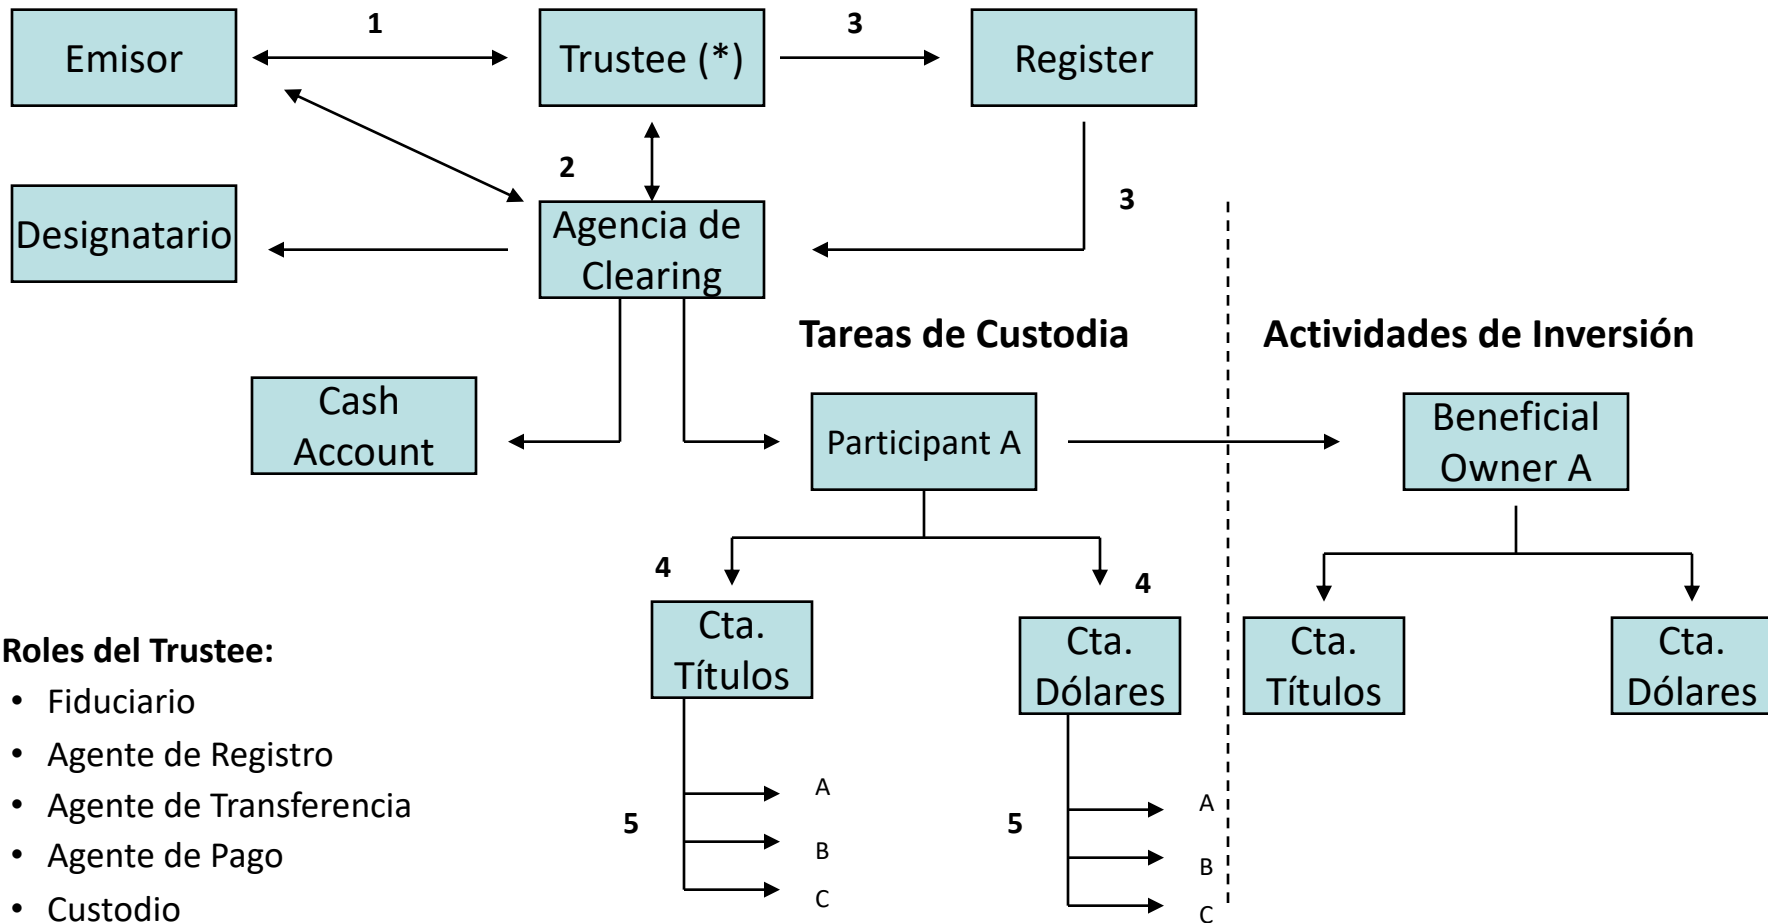 1
3
Emisor
Trustee (*)
Register
2
3
Designatario
Agencia de
Clearing
Tareas de Custodia
Actividades de Inversión
Cash
Account
Participant A
Beneficial
Owner A
4
4
Cta.
Títulos
Cta.
Dólares
Cta.
Títulos
Cta.
Dólares
Roles del Trustee:
• Fiduciario
• Agente de Registro
• Agente de Transferencia
• Agente de Pago
• Custodio
5
A
B
C
5
A
B
C